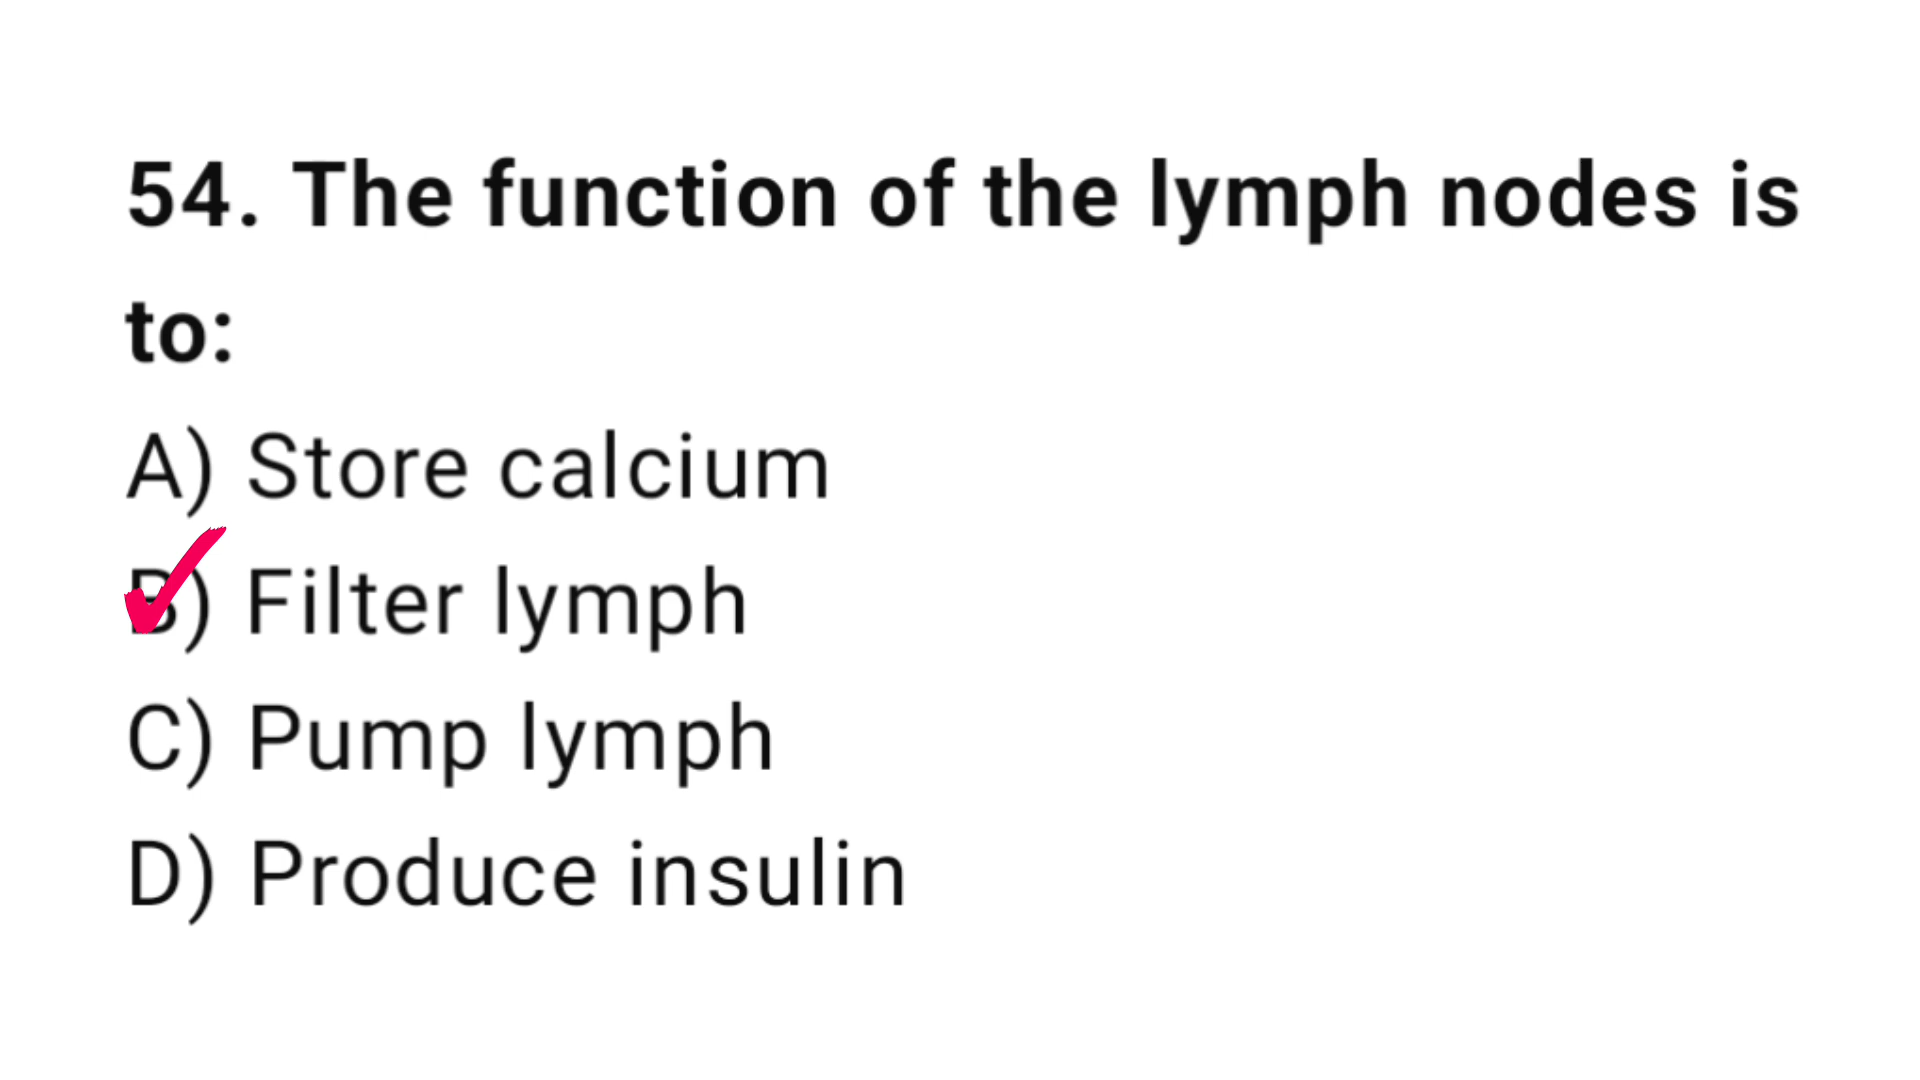 54. The function of the lymph nodes is
to:
A) Store calcium
B) Filter lymph
C) Pump lymph
D) Produce insulin